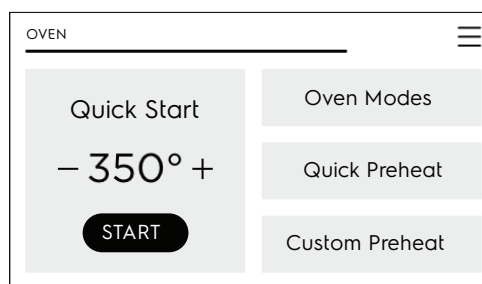 OVEN
Quick Start
– 350° +
START
Oven Modes
Quick Preheat
Custom Preheat